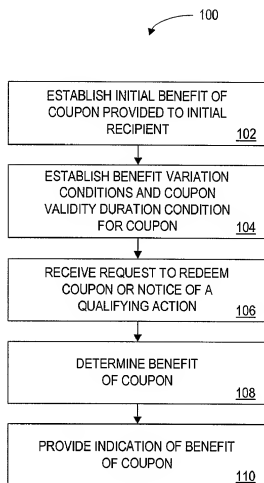 100
ESTABLISH INITIAL BENEFIT OF
COUPON PROVIDED TO INITIAL
RECIPIENT
102
ESTABLISH BENEFIT VARIATION
CONDITIONS AND COUPON
VALIDITY DURATION CONDITION
FOR COUPON
104
RECEIVE REQUEST TO REDEEM
COUPON OR NOTICE OF A
QUALIFYING ACTION
106
DETERMINE BENEFIT
OF COUPON
108
PROVIDE INDICATION OF BENEFIT
OF COUPON
110